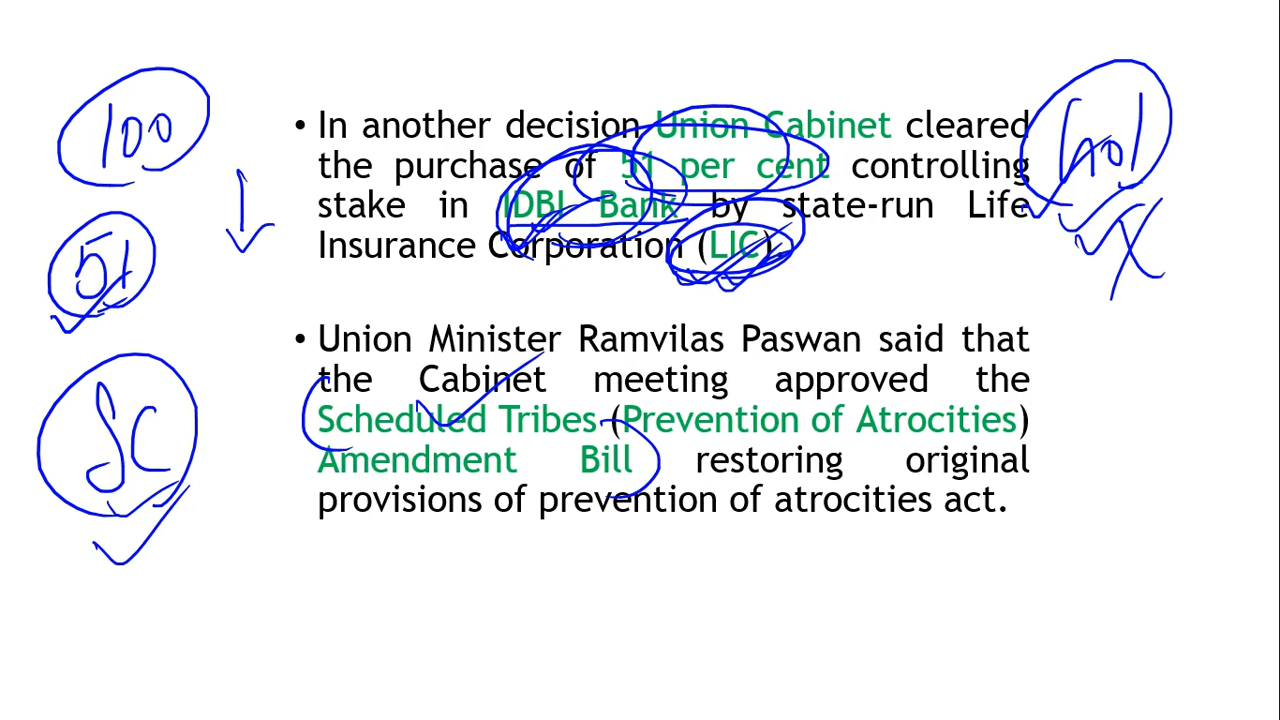 100
51
SC
• In another decision Union Cabinet cleared
the purchase of 51 per cent controlling
stake in IDBI Bank by state-run Life
Insurance Corporation (LIC).
• Union Minister Ramvilas Paswan said that
the Cabinet meeting approved the
Scheduled Tribes (Prevention of Atrocities)
Amendment Bill restoring original
provisions of prevention of atrocities act.